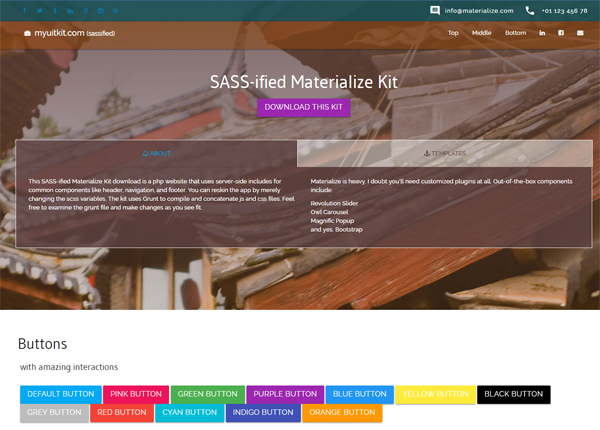 info@materialize.com +01 123 456 78
myuitkit.com (sassified) Top Middle Bottom
SASS-ified Materialize Kit
DOWNLOAD THIS KIT
ABOUT
TEMPLATES
This SASS-ified Materialize Kit download is a php website that uses server-side includes for
common components like header, navigation, and footer. You can reskin the app by merely
changing the scss variables. The kit uses Grunt to compile and concatenate js and css files. Feel
free to examine the grunt file and make changes as you see fit.
Materialize is heavy. I doubt you'll need customized plugins at all. Out-of-the-box components
include:
Revolution Slider
Owl Carousel
Magnific Popup
and yes, Bootstrap
Buttons
with amazing interactions
DEFAULT BUTTON PINK BUTTON GREEN BUTTON PURPLE BUTTON BLUE BUTTON YELLOW BUTTON BLACK BUTTON
GREY BUTTON RED BUTTON CYAN BUTTON INDIGO BUTTON ORANGE BUTTON